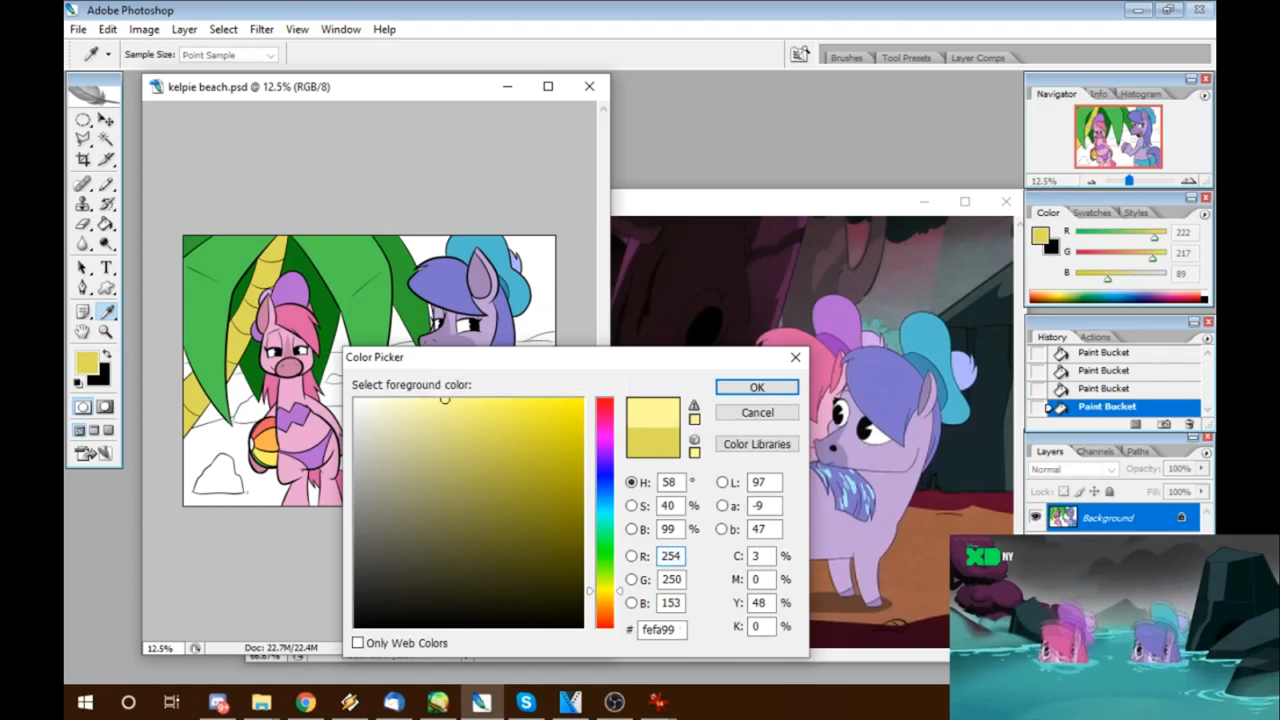 Adobe Photoshop
File Edit Image Layer Select Filter View Window Help
Sample Size: Point Sample
Brushes Tool Presets Layer Comps
kelpie beach.psd @ 12.5% (RGB/8)
Navigator Info Histogram
12.5%
Color Swatches Styles
R 222
G 217
B 89
History Actions
Paint Bucket
Paint Bucket
Paint Bucket
Paint Bucket
Layers Channels Paths
Normal Opacity: 100%
Lock: Fill: 100%
Background
Color Picker
Select foreground color:
OK
Cancel
Color Libraries
H: 58 ° L: 97
S: 40 % a: -9
B: 99 % b: 47
R: 254 C: 3 %
G: 250 M: 0 %
B: 153 Y: 48 %
# fefa99 K: 0 %
Only Web Colors
12.5% Doc: 22.7M/22.4M
XD NY
T